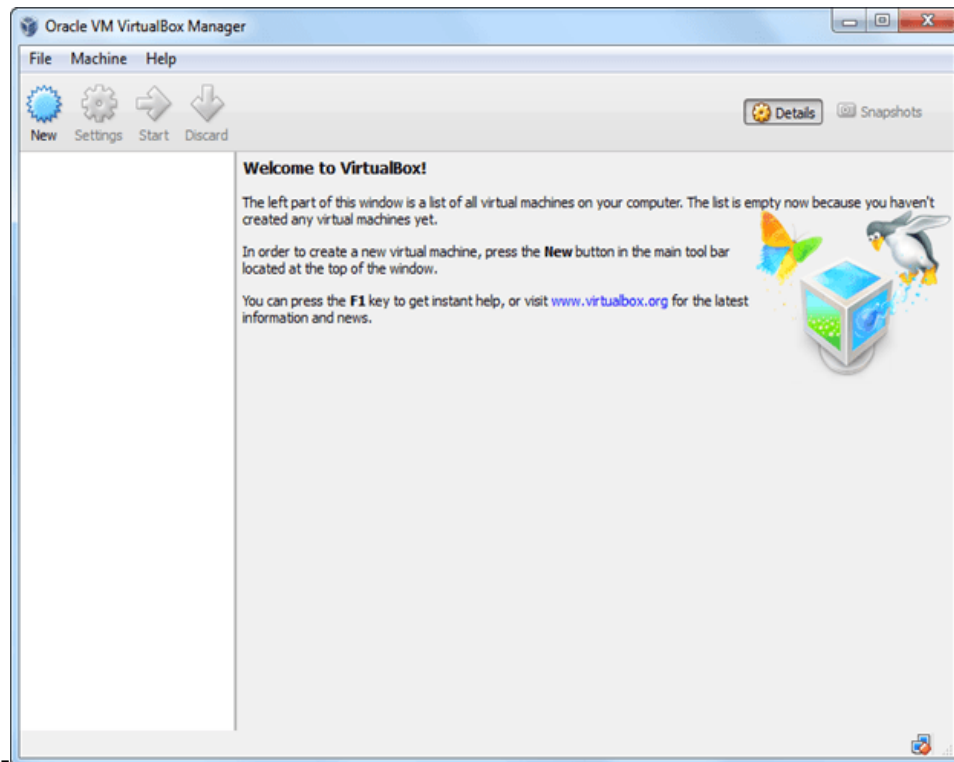 Oracle VM VirtualBox Manager
File Machine Help
New Settings Start Discard
Details Snapshots
Welcome to VirtualBox!
The left part of this window is a list of all virtual machines on your computer. The list is empty now because you haven't
created any virtual machines yet.
In order to create a new virtual machine, press the New button in the main tool bar
located at the top of the window.
You can press the F1 key to get instant help, or visit www.virtualbox.org for the latest
information and news.